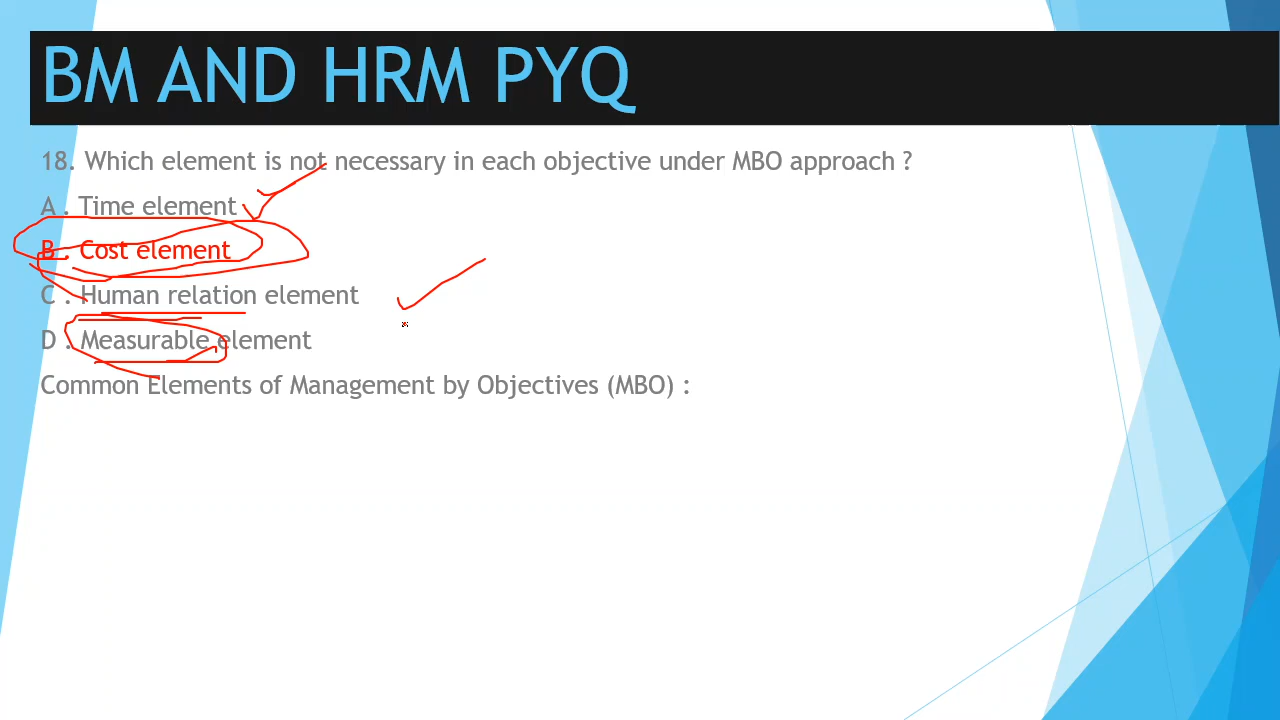 BM AND HRM PYQ
18. Which element is not necessary in each objective under MBO approach ?
A . Time element
B . Cost element
C . Human relation element
D . Measurable element
Common Elements of Management by Objectives (MBO) :